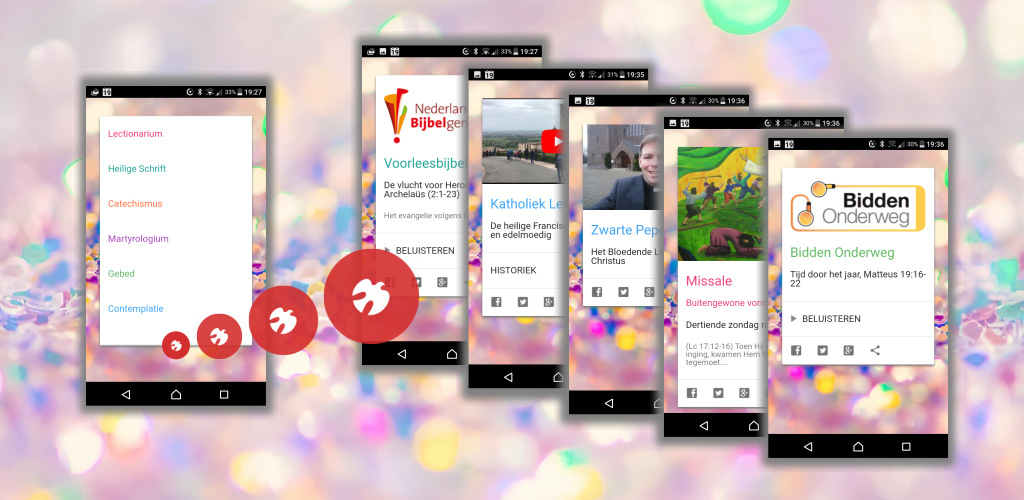 19 33% 19:27
Lectionarium
Heilige Schrift
Catechismus
Martyrologium
Gebed
Contemplatie
19 33% 19:27
Nederlan
Bijbelgen
Voorleesbijbe
De vlucht voor Hero
Archelaüs (2:1-23)
Het evangelie volgens
BELUISTEREN
19 31% 19:35
Katholiek Le
De heilige Francis
en edelmoedig
HISTORIEK
19 30% 19:36
Zwarte Pep
Het Bloedende Li
Christus
19 30% 19:36
Missale
Buitengewone vorm
Dertiende zondag n
(Lc 17:12-16) Toen Hij
inging, kwamen Hem t
tegemoet....
19 30% 19:36
Bidden
Onderweg
Bidden Onderweg
Tijd door het jaar, Matteus 19:16-
22
BELUISTEREN